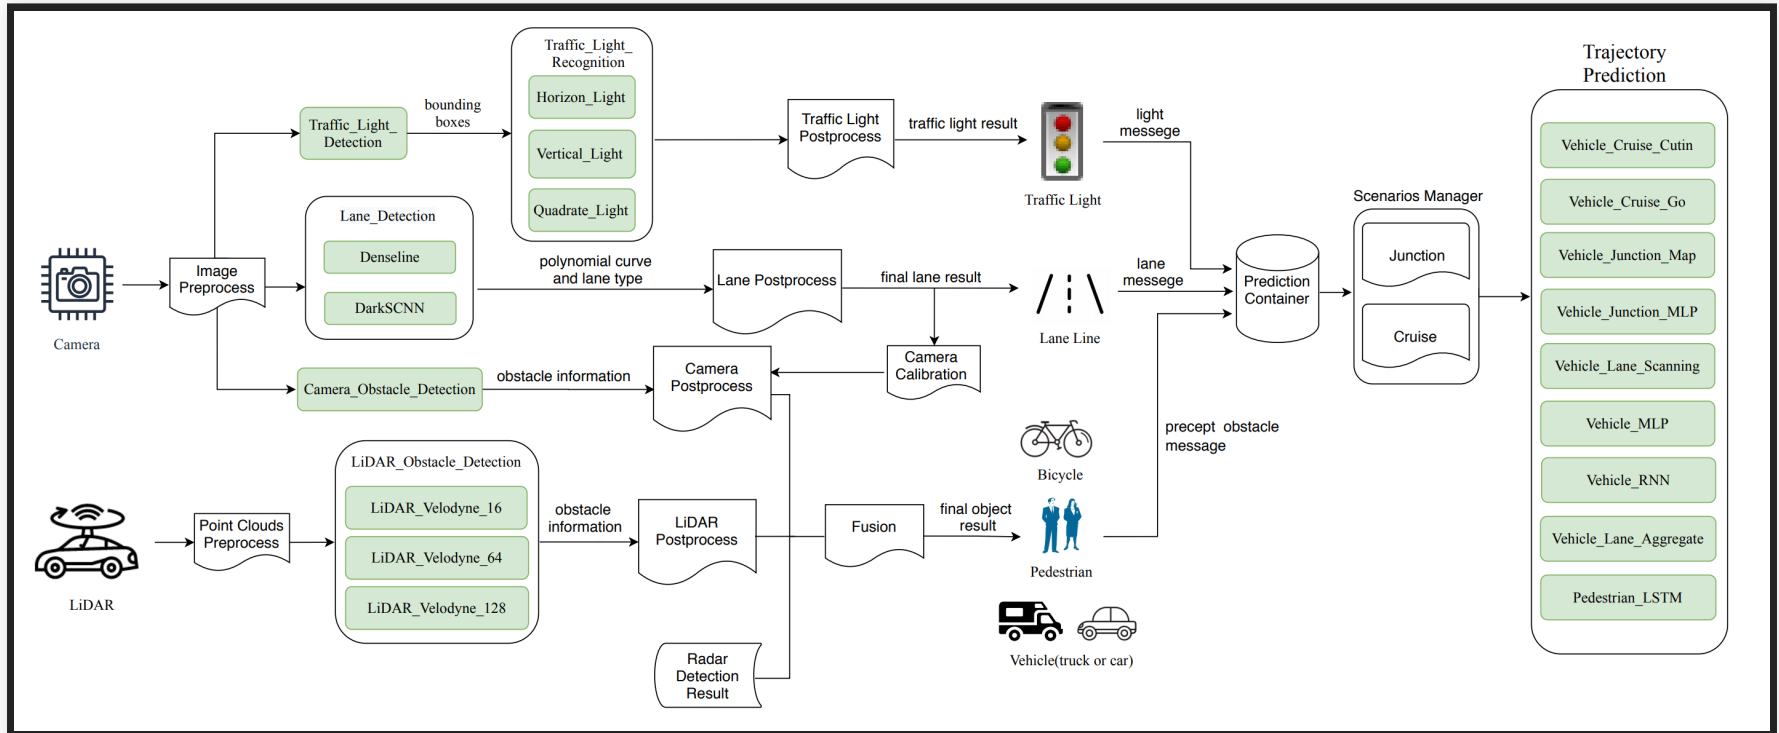 Traffic_Light_
Recognition
Horizon_Light
Vertical_Light
Quadrate_Light
Traffic_Light_
Detection
bounding
boxes
Traffic Light
Postprocess
traffic light result
Traffic Light
light
messege
Lane_Detection
Denseline
DarkSCNN
Camera
Image
Preprocess
polynomial curve
and lane type
Lane Postprocess
final lane result
Lane Line
lane
messege
Camera_Obstacle_Detection
obstacle information
Camera
Postprocess
Camera
Calibration
LiDAR
Point Clouds
Preprocess
LiDAR_Obstacle_Detection
LiDAR_Velodyne_16
LiDAR_Velodyne_64
LiDAR_Velodyne_128
obstacle
information
LiDAR
Postprocess
Radar
Detection
Result
Fusion
final object
result
Bicycle
Pedestrian
Vehicle(truck or car)
precept obstacle
message
Prediction
Container
Scenarios Manager
Junction
Cruise
Trajectory
Prediction
Vehicle_Cruise_Cutin
Vehicle_Cruise_Go
Vehicle_Junction_Map
Vehicle_Junction_MLP
Vehicle_Lane_Scanning
Vehicle_MLP
Vehicle_RNN
Vehicle_Lane_Aggregate
Pedestrian_LSTM